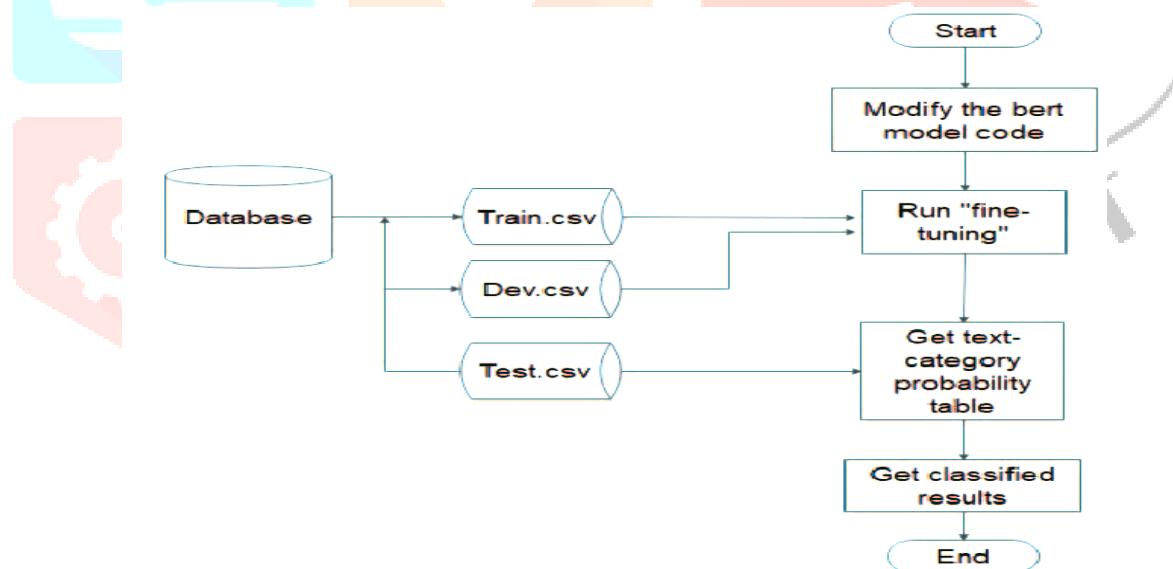 Start
Modify the bert
model code
Database
Train.csv
Run "fine-
tuning"
Dev.csv
Test.csv
Get text-
category
probability
table
Get classified
results
End